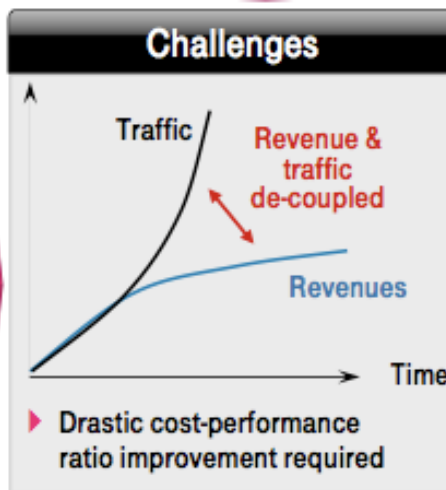 Challenges
Traffic
Revenue &
traffic
de-coupled
Revenues
Time
Drastic cost-performance
ratio improvement required